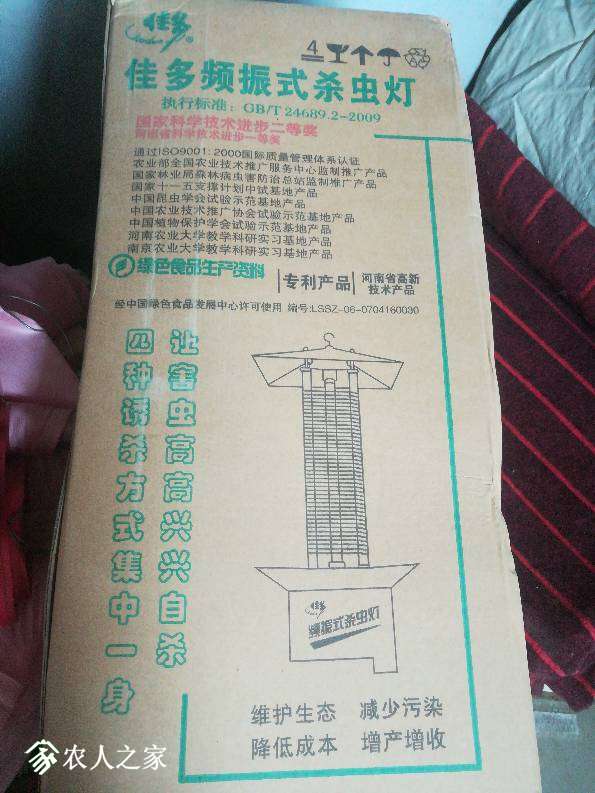 佳多
4
佳多频振式杀虫灯
执行标准：GB/T 24689.2-2009
国家科学技术进步二等奖
河南省科学技术进步一等奖
通过ISO9001：2000国际质量管理体系认证
农业部全国农业技术推广服务中心监制推广产品
国家林业局森林病虫害防治总站监制推广产品
国家十一五支撑计划中试基地产品
中国昆虫学会试验示范基地产品
中国农业技术推广协会试验示范基地产品
中国植物保护学会试验示范基地产品
河南农业大学教学科研实习基地产品
南京农业大学教学科研实习基地产品
绿色食品生产资料
专利产品
河南省高新技术产品
经中国绿色食品发展中心许可使用 编号:LSSZ-06-0704160030
让害虫高高兴兴自杀
四种诱杀方式集中一身
佳多
频振式杀虫灯
维护生态 减少污染
降低成本 增产增收
农人之家